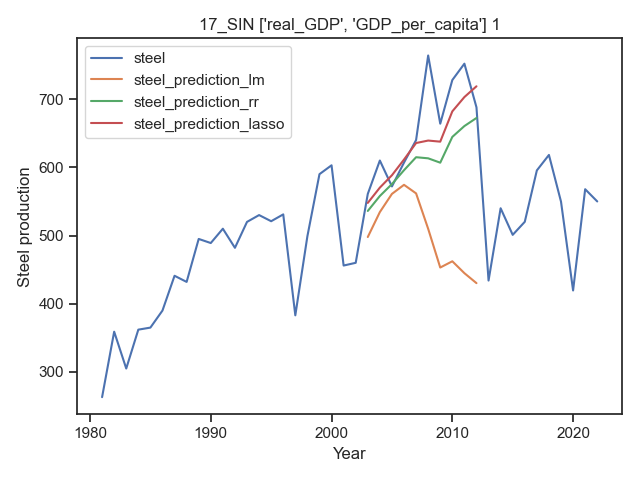 17_SIN ['real_GDP', 'GDP_per_capita'] 1
steel
steel_prediction_lm
steel_prediction_rr
steel_prediction_lasso
Steel production
700
600
500
400
300
1980
1990
2000
2010
2020
Year